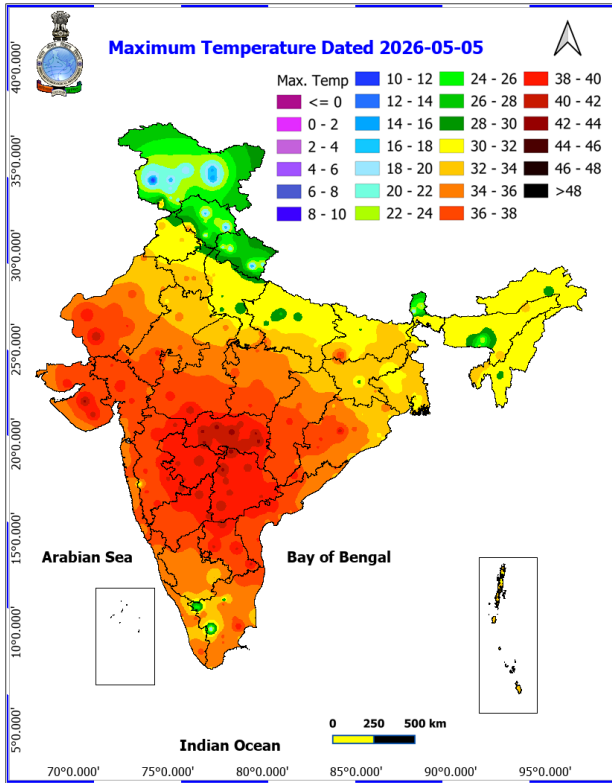 Maximum Temperature Dated 2026-05-05
Max. Temp
<= 0
0 - 2
2 - 4
4 - 6
6 - 8
8 - 10
10 - 12
12 - 14
14 - 16
16 - 18
18 - 20
20 - 22
22 - 24
24 - 26
26 - 28
28 - 30
30 - 32
32 - 34
34 - 36
36 - 38
38 - 40
40 - 42
42 - 44
44 - 46
46 - 48
>48
40°0.000'
35°0.000'
30°0.000'
25°0.000'
20°0.000'
15°0.000'
10°0.000'
5°0.000'
Arabian Sea
Bay of Bengal
Indian Ocean
0 250 500 km
70°0.000' 75°0.000' 80°0.000' 85°0.000' 90°0.000' 95°0.000'